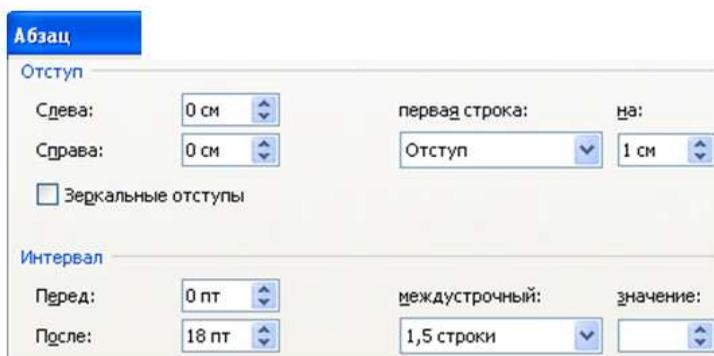 Абзац
Отступ
Слева: 0 см первая строка: на:
Справа: 0 см Отступ 1 см
Зеркальные отступы
Интервал
Перед: 0 пт междустрочный: значение:
После: 18 пт 1,5 строки